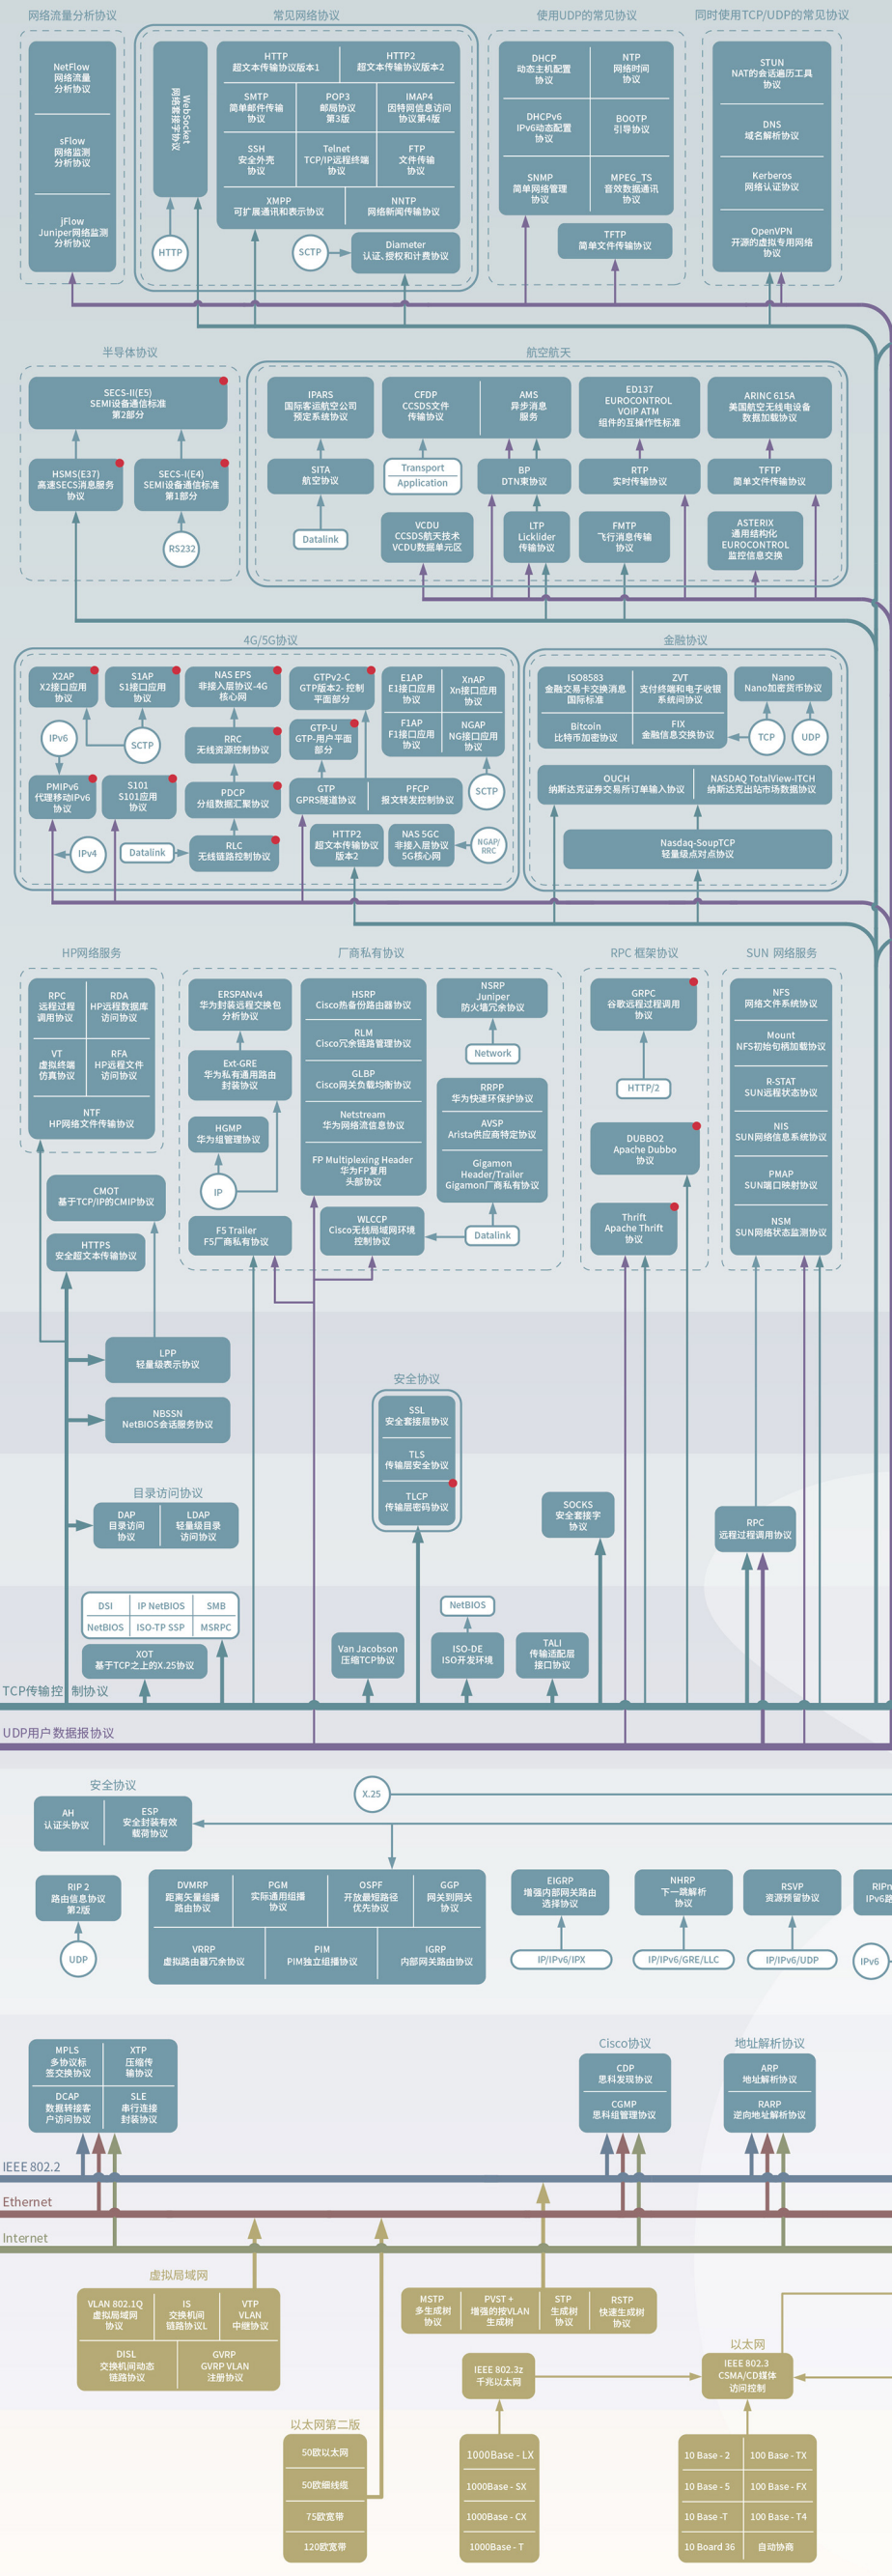 网络流量分析协议
NetFlow
网络流量
分析协议
sFlow
网络监测
分析协议
jFlow
Juniper网络监测
分析协议
常见网络协议
WebSocket
网络套接字协议
HTTP
HTTP
超文本传输协议版本1
HTTP2
超文本传输协议版本2
SMTP
简单邮件传输
协议
POP3
邮局协议
第3版
IMAP4
因特网信息访问
协议第4版
SSH
安全外壳
协议
Telnet
TCP/IP远程终端
协议
FTP
文件传输
协议
XMPP
可扩展通讯和表示协议
NNTP
网络新闻传输协议
SCTP
Diameter
认证、授权和计费协议
使用UDP的常见协议
DHCP
动态主机配置
协议
NTP
网络时间
协议
DHCPv6
IPv6动态配置
协议
BOOTP
引导协议
SNMP
简单网络管理
协议
MPEG_TS
音效数据通讯
协议
TFTP
简单文件传输协议
同时使用TCP/UDP的常见协议
STUN
NAT的会话遍历工具
协议
DNS
域名解析协议
Kerberos
网络认证协议
OpenVPN
开源的虚拟专用网络
协议
半导体协议
SECS-II(E5)
SEMI设备通信标准
第2部分
HSMS(E37)
高速SECS消息服务
协议
SECS-I(E4)
SEMI设备通信标准
第1部分
RS232
航空航天
IPARS
国际客运航空公司
预定系统协议
SITA
航空协议
Datalink
CFDP
CCSDS文件
传输协议
AMS
异步消息
服务
Transport
Application
BP
DTN束协议
VCDU
CCSDS航天技术
VCDU数据单元区
LTP
Licklider
传输协议
ED137
EUROCONTROL
VOIP ATM
组件的互操作性标准
RTP
实时传输协议
FMTP
飞行消息传输
协议
ARINC 615A
美国航空无线电设备
数据加载协议
TFTP
简单文件传输协议
ASTERIX
通用结构化
EUROCONTROL
监控信息交换
4G/5G协议
X2AP
X2接口应用
协议
S1AP
S1接口应用
协议
IPv6
SCTP
PMIPv6
代理移动IPv6
协议
S101
S101应用
协议
IPv4
Datalink
NAS EPS
非接入层协议-4G
核心网
RRC
无线资源控制协议
PDCP
分组数据汇聚协议
RLC
无线链路控制协议
GTPv2-C
GTP版本2- 控制
平面部分
GTP-U
GTP-用户平面
部分
GTP
GPRS隧道协议
PFCP
报文转发控制协议
HTTP2
超文本传输协议
版本2
E1AP
E1接口应用
协议
XnAP
Xn接口应用
协议
F1AP
F1接口应用
协议
NGAP
NG接口应用
协议
SCTP
NAS 5GC
非接入层协议
5G核心网
NGAP/
RRC
金融协议
ISO8583
金融交易卡交换消息
国际标准
ZVT
支付终端和电子收银
系统间协议
Bitcoin
比特币加密协议
FIX
金融信息交换协议
Nano
Nano加密货币协议
TCP
UDP
OUCH
纳斯达克证券交易所订单输入协议
NASDAQ TotalView-ITCH
纳斯达克出站市场数据协议
Nasdaq-SoupTCP
轻量级点对点协议
HP网络服务
RPC
远程过程
调用协议
RDA
HP远程数据库
访问协议
VT
虚拟终端
仿真协议
RFA
HP远程文件
访问协议
NTF
HP网络文件传输协议
CMOT
基于TCP/IP的CMIP协议
HTTPS
安全超文本传输协议
LPP
轻量级表示协议
NBSSN
NetBIOS会话服务协议
厂商私有协议
ERSPANv4
华为封装远程交换包
分析协议
Ext-GRE
华为私有通用路由
封装协议
HGMP
华为组管理协议
IP
F5 Trailer
F5厂商私有协议
HSRP
Cisco热备份路由器协议
RLM
Cisco冗余链路管理协议
GLBP
Cisco网关负载均衡协议
Netstream
华为网络流信息协议
FP Multiplexing Header
华为FP复用
头部协议
WLCCP
Cisco无线局域网环境
控制协议
NSRP
Juniper
防火墙冗余协议
Network
RRPP
华为快速环保护协议
AVSP
Arista供应商特定协议
Gigamon
Header/Trailer
Gigamon厂商私有协议
Datalink
RPC 框架协议
GRPC
谷歌远程过程调用
协议
HTTP/2
DUBBO2
Apache Dubbo
协议
Thrift
Apache Thrift
协议
SUN 网络服务
NFS
网络文件系统协议
Mount
NFS初始句柄加载协议
R-STAT
SUN远程状态协议
NIS
SUN网络信息系统协议
PMAP
SUN端口映射协议
NSM
SUN网络状态监测协议
安全协议
SSL
安全套接层协议
TLS
传输层安全协议
TLCP
传输层密码协议
目录访问协议
DAP
目录访问
协议
LDAP
轻量级目录
访问协议
SOCKS
安全套接字
协议
RPC
远程过程调用协议
DSI
IP NetBIOS
SMB
NetBIOS
ISO-TP SSP
MSRPC
XOT
基于TCP之上的X.25协议
Van Jacobson
压缩TCP协议
NetBIOS
ISO-DE
ISO开发环境
TALI
传输适配层
接口协议
TCP传输控制协议
UDP用户数据报协议
安全协议
AH
认证头协议
ESP
安全封装有效
载荷协议
X.25
RIP 2
路由信息协议
第2版
UDP
DVMRP
距离矢量组播
路由协议
PGM
实际通用组播
协议
OSPF
开放最短路径
优先协议
GGP
网关到网关
协议
VRRP
虚拟路由器冗余协议
PIM
PIM独立组播协议
IGRP
内部网关路由协议
EIGRP
增强内部网关路由
选择协议
IP/IPv6/IPX
NHRP
下一跳解析
协议
IP/IPv6/GRE/LLC
RSVP
资源预留协议
IP/IPv6/UDP
RIPn
IPv6路
IPv6
MPLS
多协议标
签交换协议
XTP
压缩传
输协议
DCAP
数据转接客
户访问协议
SLE
串行连接
封装协议
Cisco协议
CDP
思科发现协议
CGMP
思科组管理协议
地址解析协议
ARP
地址解析协议
RARP
逆向地址解析协议
IEEE 802.2
Ethernet
Internet
虚拟局域网
VLAN 802.1Q
虚拟局域网
协议
IS
交换机间
链路协议L
VTP
VLAN
中继协议
DISL
交换机间动态
链路协议
GVRP
GVRP VLAN
注册协议
MSTP
多生成树
协议
PVST +
增强的按VLAN
生成树
STP
生成树
协议
RSTP
快速生成树
协议
以太网
IEEE 802.3z
千兆以太网
IEEE 802.3
CSMA/CD媒体
访问控制
以太网第二版
50欧以太网
50欧细线缆
75欧宽带
120欧宽带
1000Base - LX
1000Base - SX
1000Base - CX
1000Base - T
10 Base - 2
100 Base - TX
10 Base - 5
100 Base - FX
10 Base -T
100 Base - T4
10 Board 36
自动协商